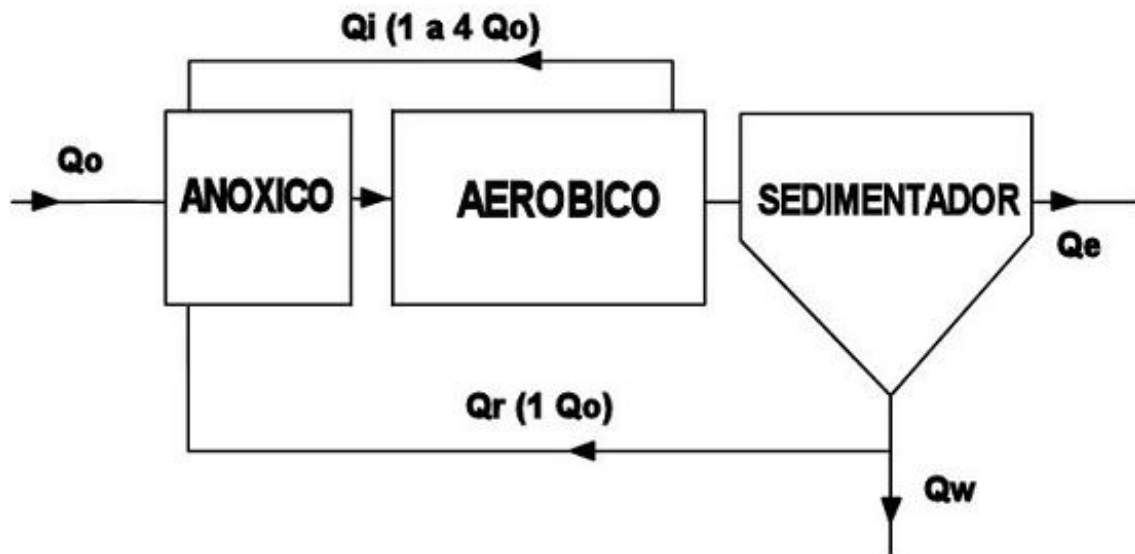 Qi (1 a 4 Qo)
Qo
ANOXICO
AEROBICO
SEDIMENTADOR
Qe
Qr (1 Qo)
Qw